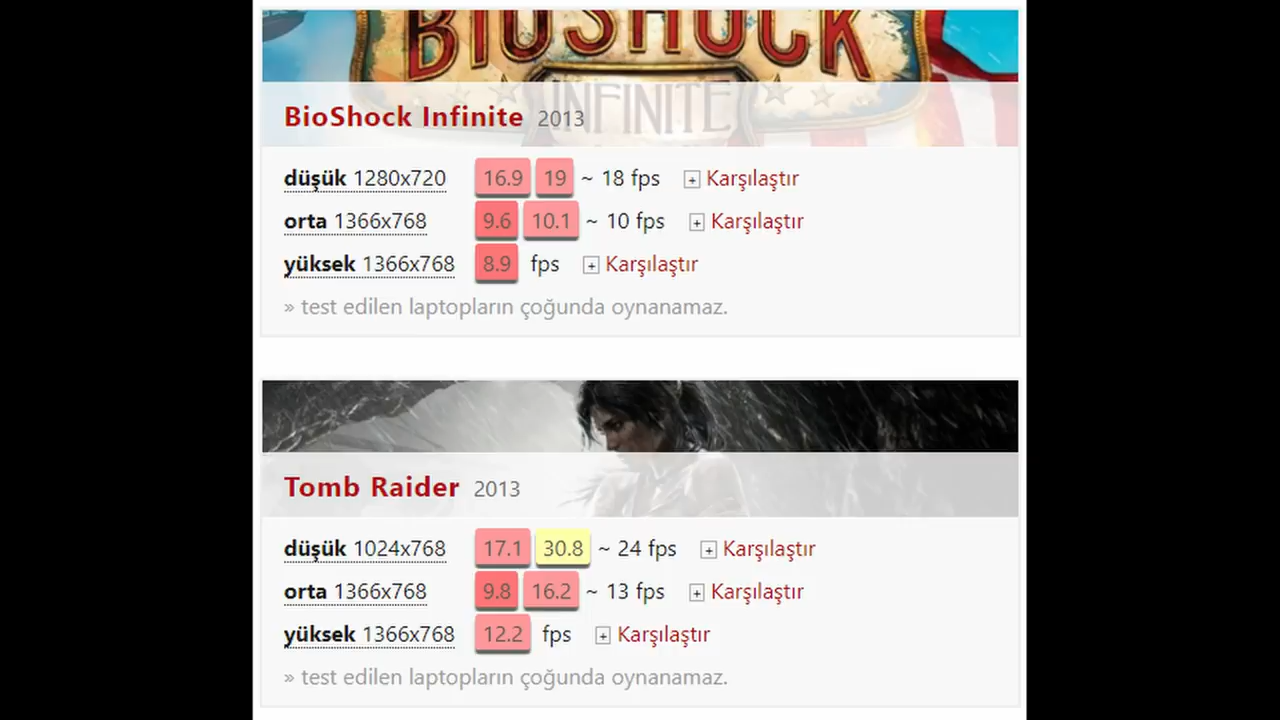 BIOSHOCK
INFINITE
BioShock Infinite 2013
düşük 1280x720 16.9 19 ~ 18 fps + Karşılaştır
orta 1366x768 9.6 10.1 ~ 10 fps + Karşılaştır
yüksek 1366x768 8.9 fps + Karşılaştır
» test edilen laptopların çoğunda oynanamaz.
Tomb Raider 2013
düşük 1024x768 17.1 30.8 ~ 24 fps + Karşılaştır
orta 1366x768 9.8 16.2 ~ 13 fps + Karşılaştır
yüksek 1366x768 12.2 fps + Karşılaştır
» test edilen laptopların çoğunda oynanamaz.